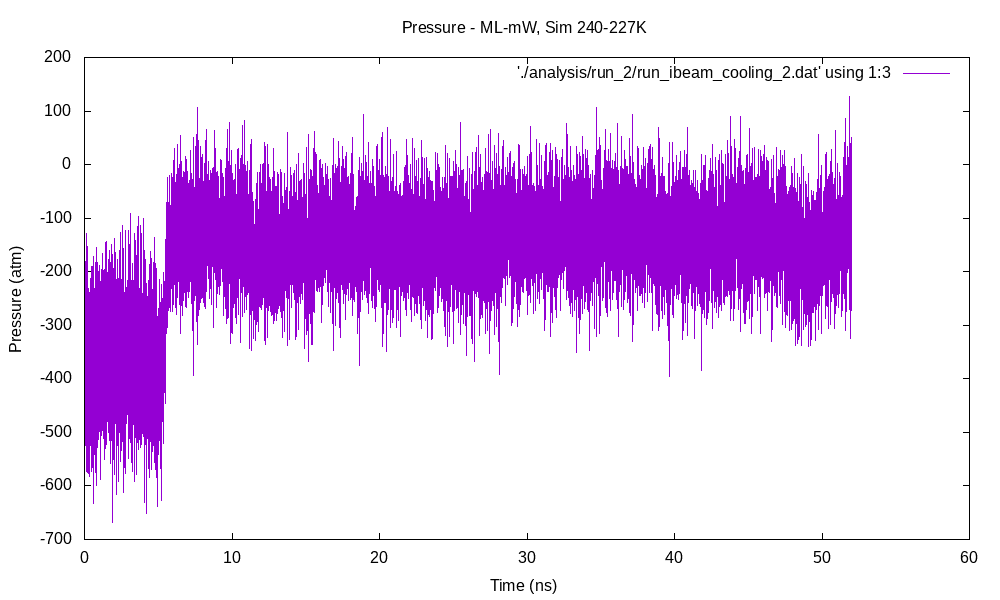 Pressure - ML-mW, Sim 240-227K
'./analysis/run_2/run_ibeam_cooling_2.dat' using 1:3
200
100
0
-100
-200
-300
-400
-500
-600
-700
Pressure (atm)
0 10 20 30 40 50 60
Time (ns)